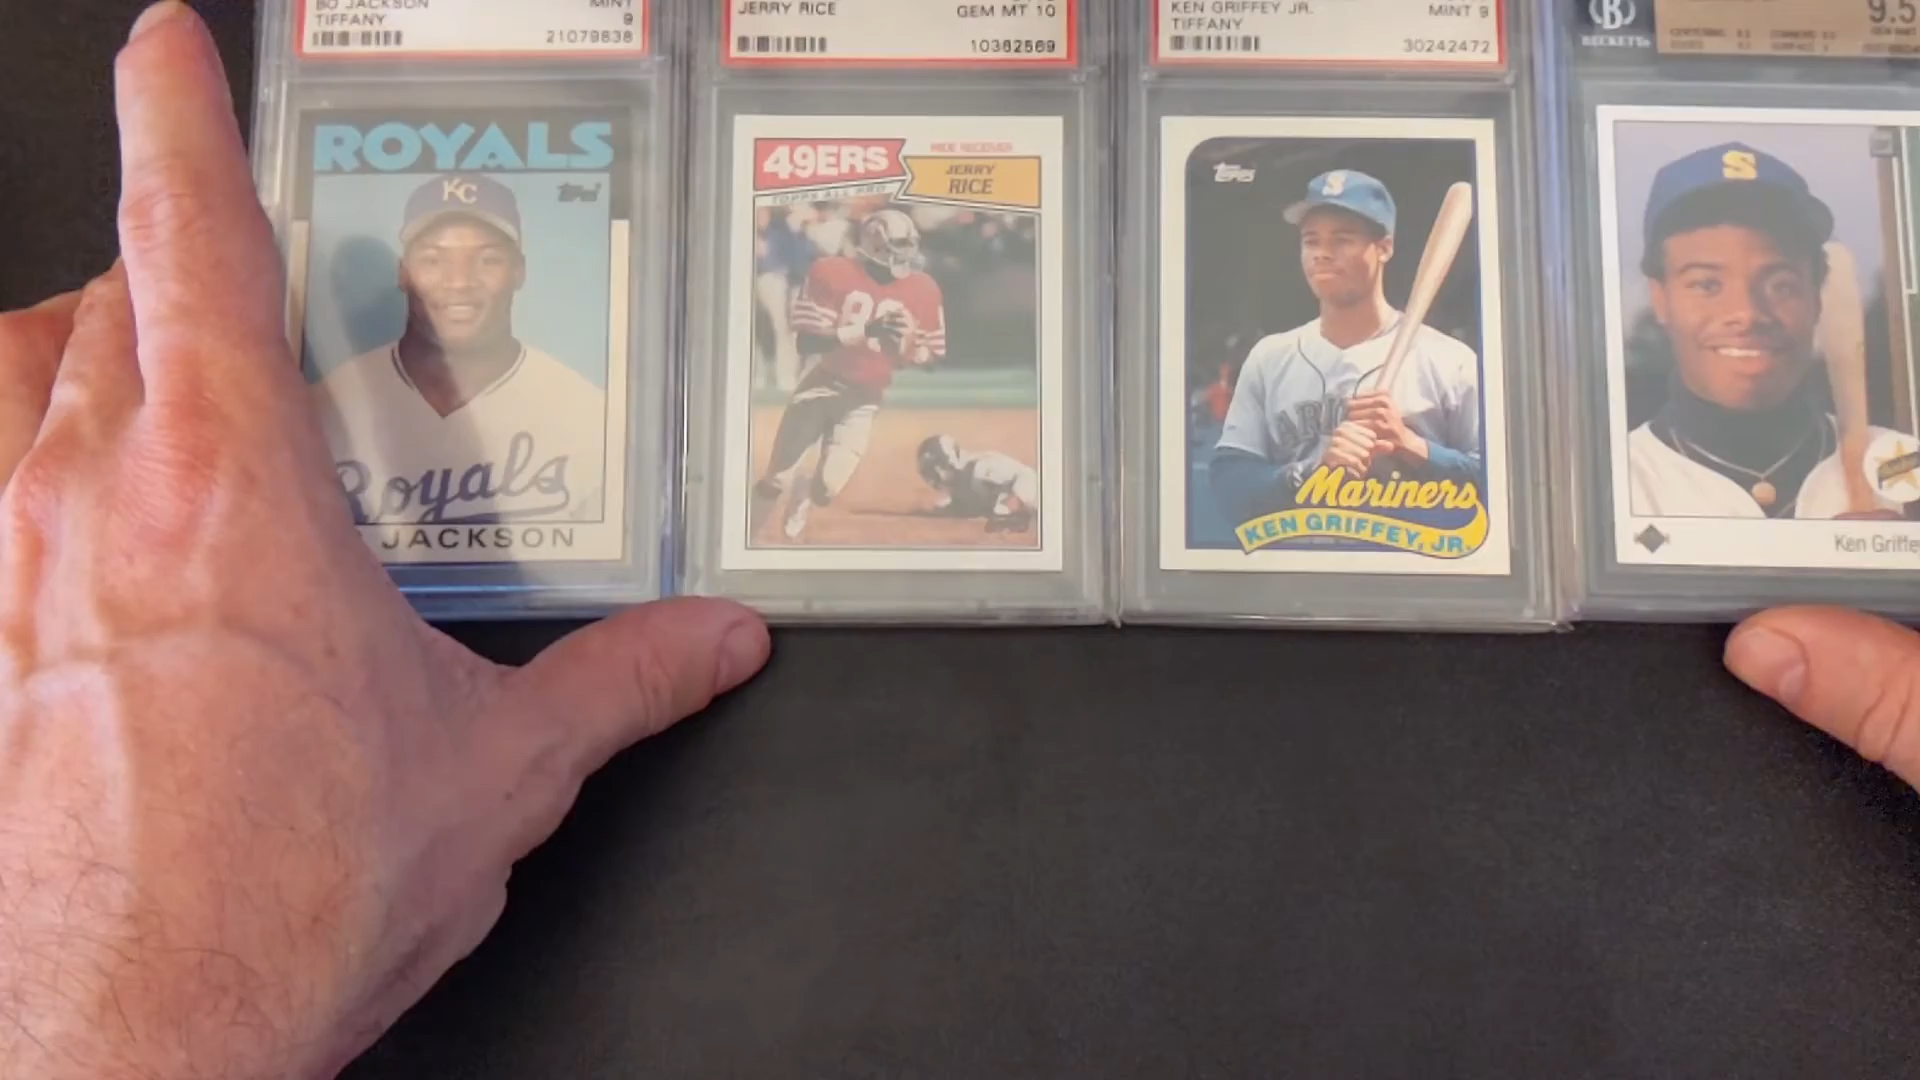 BO JACKSON
TIFFANY
MINT
9
21079838
JERRY RICE
GEM MT 10
10362569
KEN GRIFFEY JR.
TIFFANY
MINT 9
30242472
B
BECKETT
9.5
ROYALS
KC
Topps
Royals
JACKSON
49ERS
WIDE RECEIVER
JERRY
RICE
TOPPS ALL PRO
80
Topps
S
Mariners
KEN GRIFFEY, JR.
S
Ken Griffey